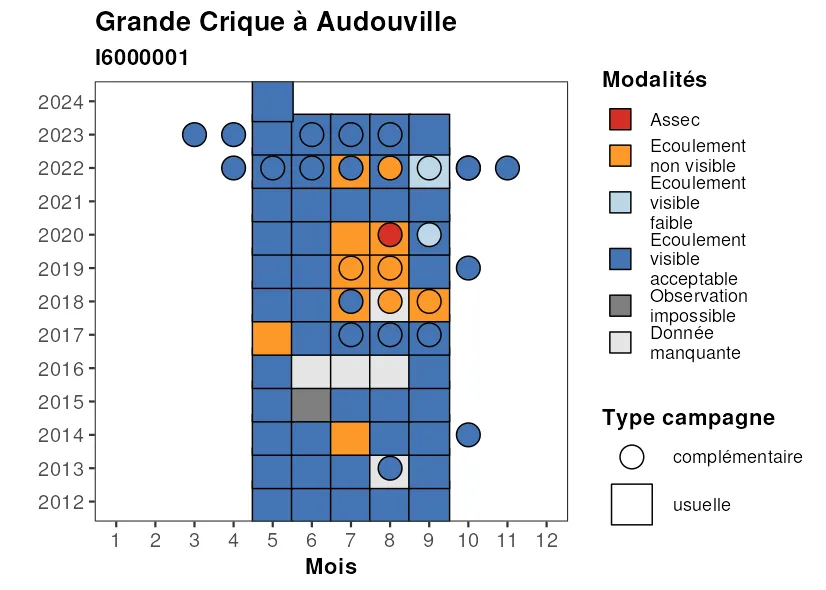 Grande Crique à Audouville
I6000001
2024
2023
2022
2021
2020
2019
2018
2017
2016
2015
2014
2013
2012
1 2 3 4 5 6 7 8 9 10 11 12
Mois
Modalités
Assec
Ecoulement
non visible
Ecoulement
visible
faible
Ecoulement
visible
acceptable
Observation
impossible
Donnée
manquante
Type campagne
complémentaire
usuelle